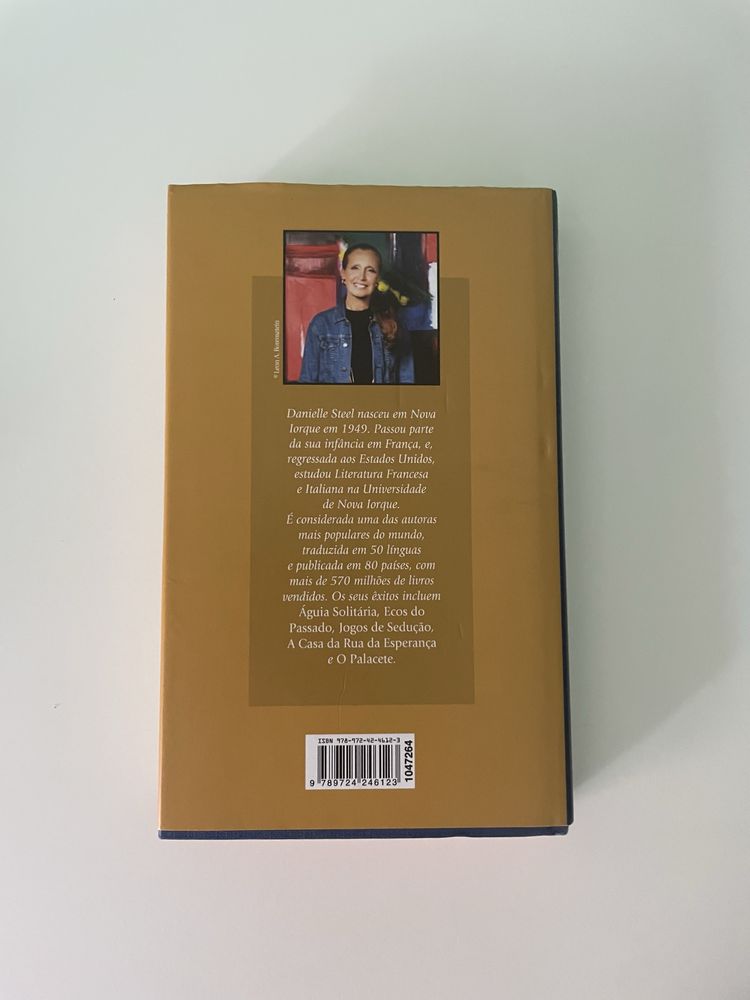 © Leon A. Borensztein
Danielle Steel nasceu em Nova
Iorque em 1949. Passou parte
da sua infância em França, e,
regressada aos Estados Unidos,
estudou Literatura Francesa
e Italiana na Universidade
de Nova Iorque.
É considerada uma das autoras
mais populares do mundo,
traduzida em 50 línguas
e publicada em 80 países, com
mais de 570 milhões de livros
vendidos. Os seus êxitos incluem
Águia Solitária, Ecos do
Passado, Jogos de Sedução,
A Casa da Rua da Esperança
e O Palacete.
ISBN 978-972-42-4612-3
9 789724 246123
1047264